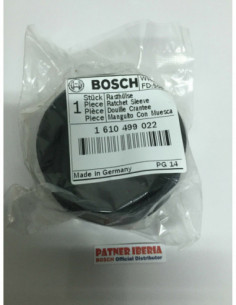 BOSCH
1 Stück Rasthülse
Piece Ratchet Sleeve
Pièce Douille Crantee
Pieza Manguito Con Muesca
1 610 499 022
Made in Germany PG 14
PATNER IBERIA
BOSCH Official Distributor